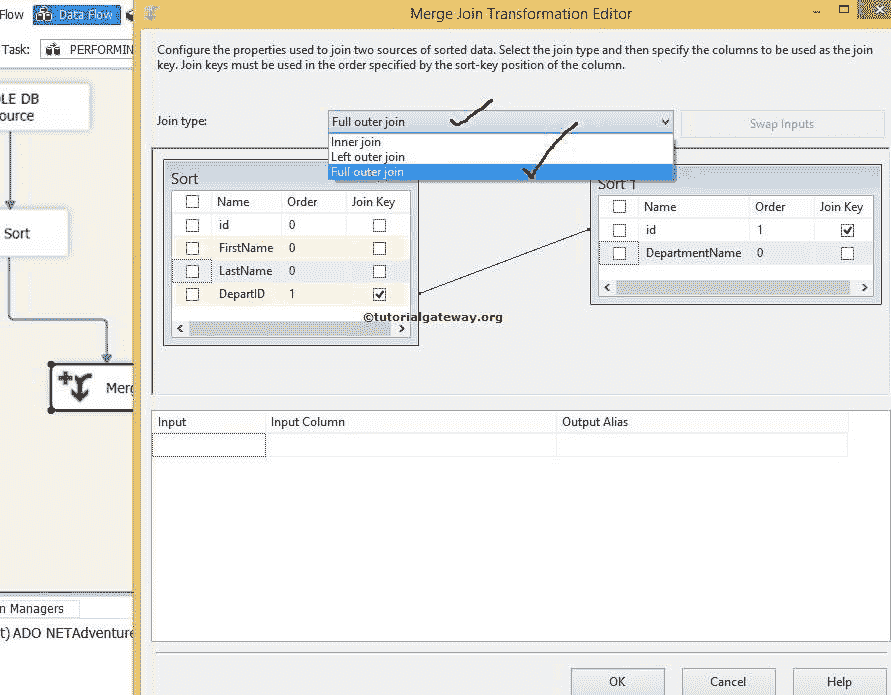 Flow
Data Flow
Merge Join Transformation Editor
Task:
PERFORMIN
Configure the properties used to join two sources of sorted data. Select the join type and then specify the columns to be used as the join
key. Join keys must be used in the order specified by the sort-key position of the column.
LE DB
ource
Join type:
Full outer join
Swap Inputs
Inner join
Left outer join
Full outer join
Sort
Name Order Join Key
id 0
FirstName 0
LastName 0
DepartID 1
Sort 1
Name Order Join Key
id 1
DepartmentName 0
Sort
©tutorialgateway.org
Merg
Input Input Column Output Alias
n Managers
t) ADO NETAdventure
OK Cancel Help